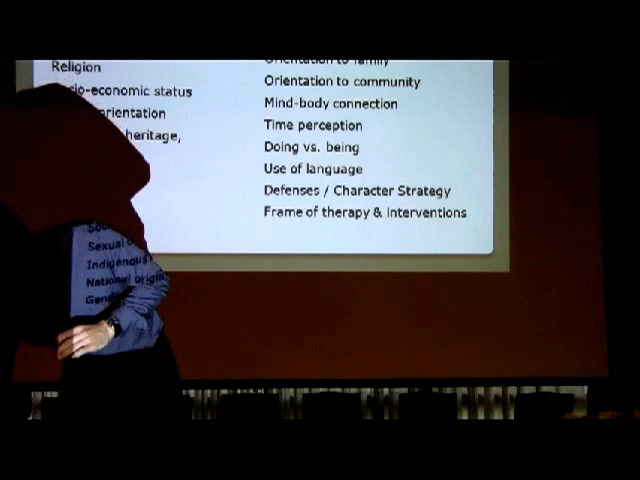 Religion
-economic status
orientation
heritage,
Sexual
Indigenous
National origin
Orientation to family
Orientation to community
Mind-body connection
Time perception
Doing vs. being
Use of language
Defenses / Character Strategy
Frame of therapy & interventions